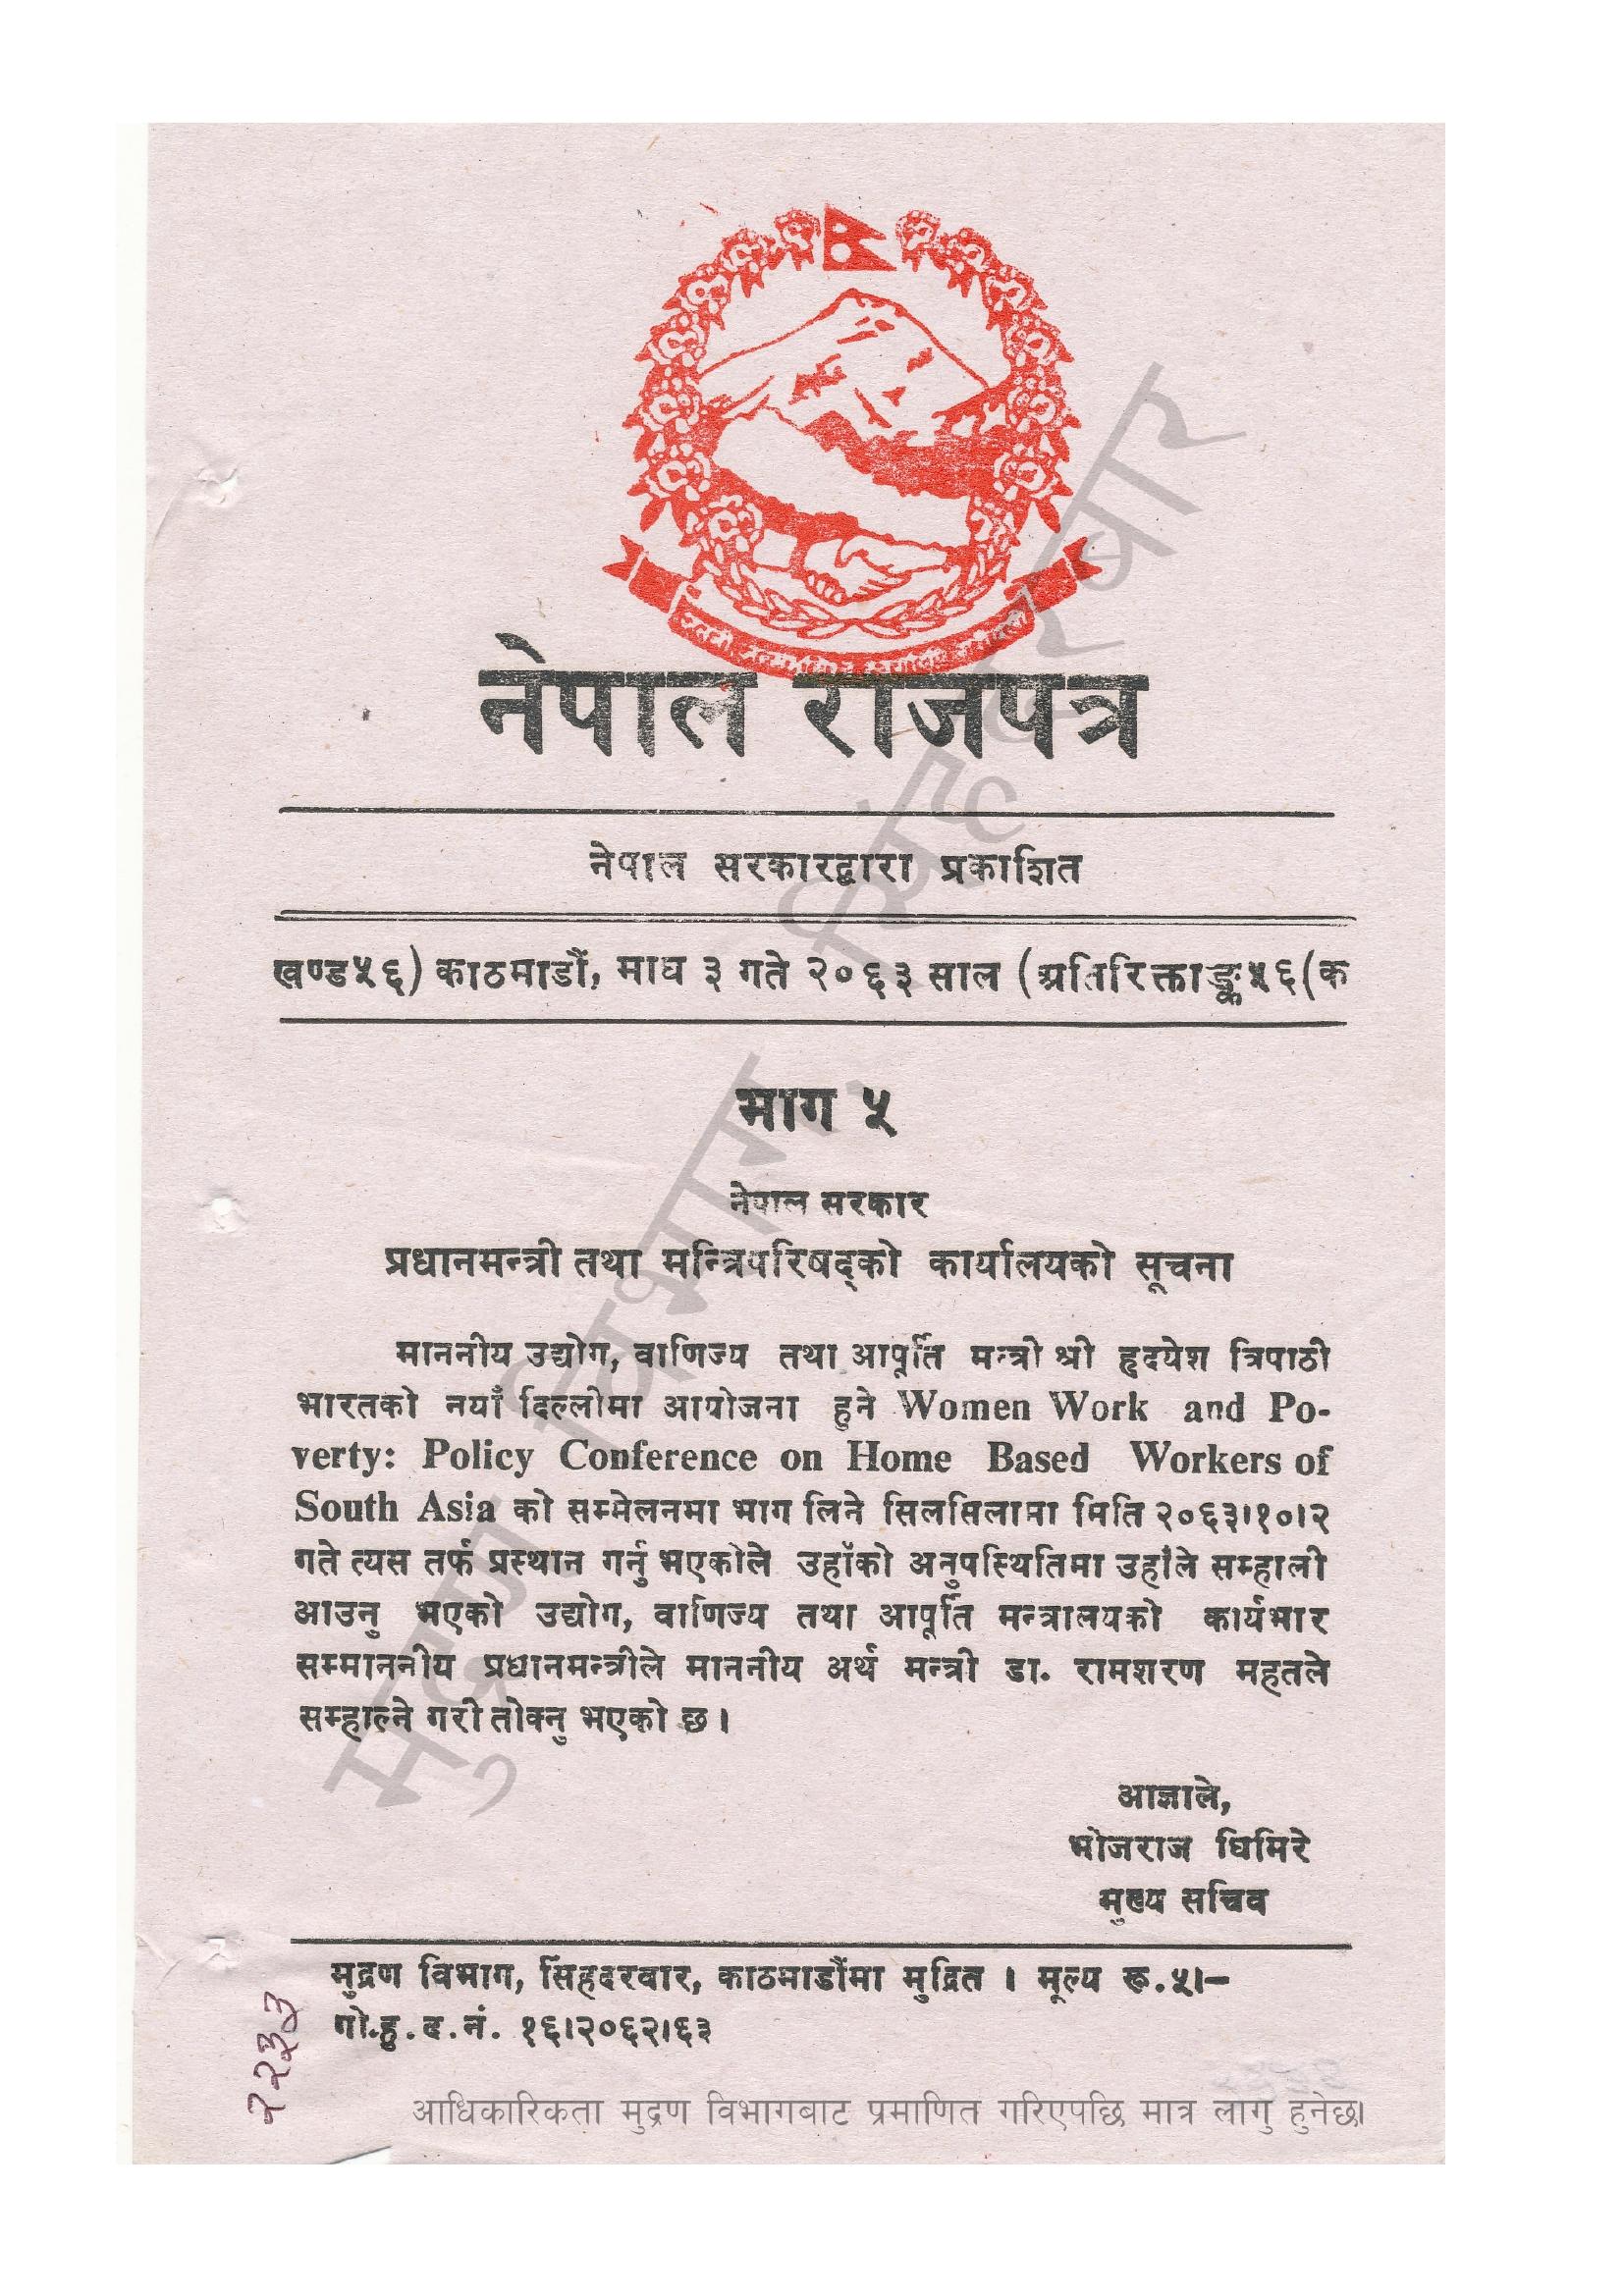 नेपाल राजपत्र
नेपाल सरकारद्वारा प्रकाशित
खण्ड५६) काठमाडौं, माघ ३ गते २०६३ साल (अतिरिक्ताङ्क५६(क
भाग ५
नेपाल सरकार
प्रधानमन्त्री तथा मन्त्रिपरिषद्को कार्यालयको सूचना
माननीय उद्योग, वाणिज्य तथा आपूर्ति मन्त्री श्री हृदयेश त्रिपाठी
भारतको नयाँ दिल्लीमा आयोजना हुने Women Work and Po-
verty: Policy Conference on Home Based Workers of
South Asia को सम्मेलनमा भाग लिने सिलसिलामा मिति २०६३।१०।२
गते त्यस तर्फ प्रस्थान गर्नु भएकोले उहाँको अनुपस्थितिमा उहाँले सम्हाली
आउनु भएको उद्योग, वाणिज्य तथा आपूर्ति मन्त्रालयको कार्यभार
सम्माननीय प्रधानमन्त्रीले माननीय अर्थ मन्त्री डा. रामशरण महतले
सम्हाल्ने गरी तोक्नु भएको छ ।
आज्ञाले,
भोजराज घिमिरे
मुख्य सचिव
मुद्रण विभाग, सिंहदरवार, काठमाडौंमा मुद्रित । मूल्य रू.५।–
गो.हु.द.नं. १६।२०६२।६३
२२३३
आधिकारिकता मुद्रण विभागबाट प्रमाणित गरिएपछि मात्र लागु हुनेछ।
मुद्रण विभाग, सिंहदरबार